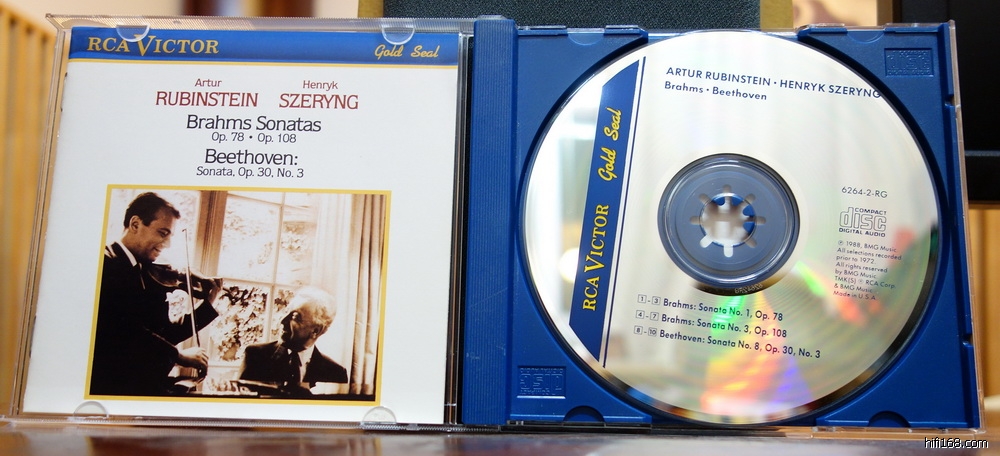 RCA VICTOR
Gold Seal
Artur
RUBINSTEIN
Henryk
SZERYNG
Brahms Sonatas
Op. 78 • Op. 108
Beethoven:
Sonata, Op. 30, No. 3
ARTUR RUBINSTEIN • HENRYK SZERYNG
Brahms • Beethoven
RCA VICTOR Gold Seal
6264-2-RG
COMPACT
disc
DIGITAL AUDIO
℗ 1988, BMG Music.
All selections recorded
prior to 1972.
All rights reserved
by BMG Music.
TMK(S) ® RCA Corp.
& BMG Music.
Made in U.S.A.
1 - 3 Brahms: Sonata No. 1, Op. 78
4 - 7 Brahms: Sonata No. 3, Op. 108
8 - 10 Beethoven: Sonata No. 8, Op. 30, No. 3
hifi168.com